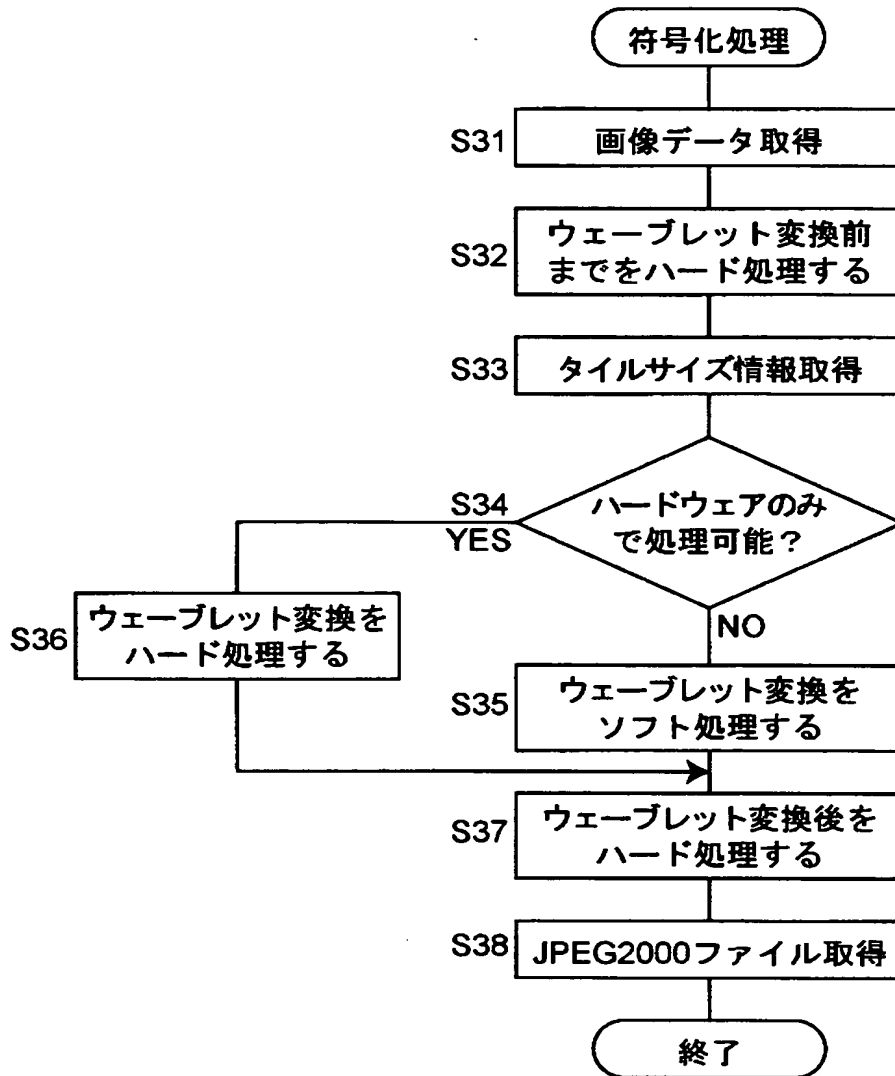 符号化処理
S31
画像データ取得
S32
ウェーブレット変換前
までをハード処理する
S33
タイルサイズ情報取得
S34
YES
ハードウェアのみ
で処理可能？
NO
S36
ウェーブレット変換を
ハード処理する
S35
ウェーブレット変換を
ソフト処理する
S37
ウェーブレット変換後を
ハード処理する
S38
JPEG2000ファイル取得
終了